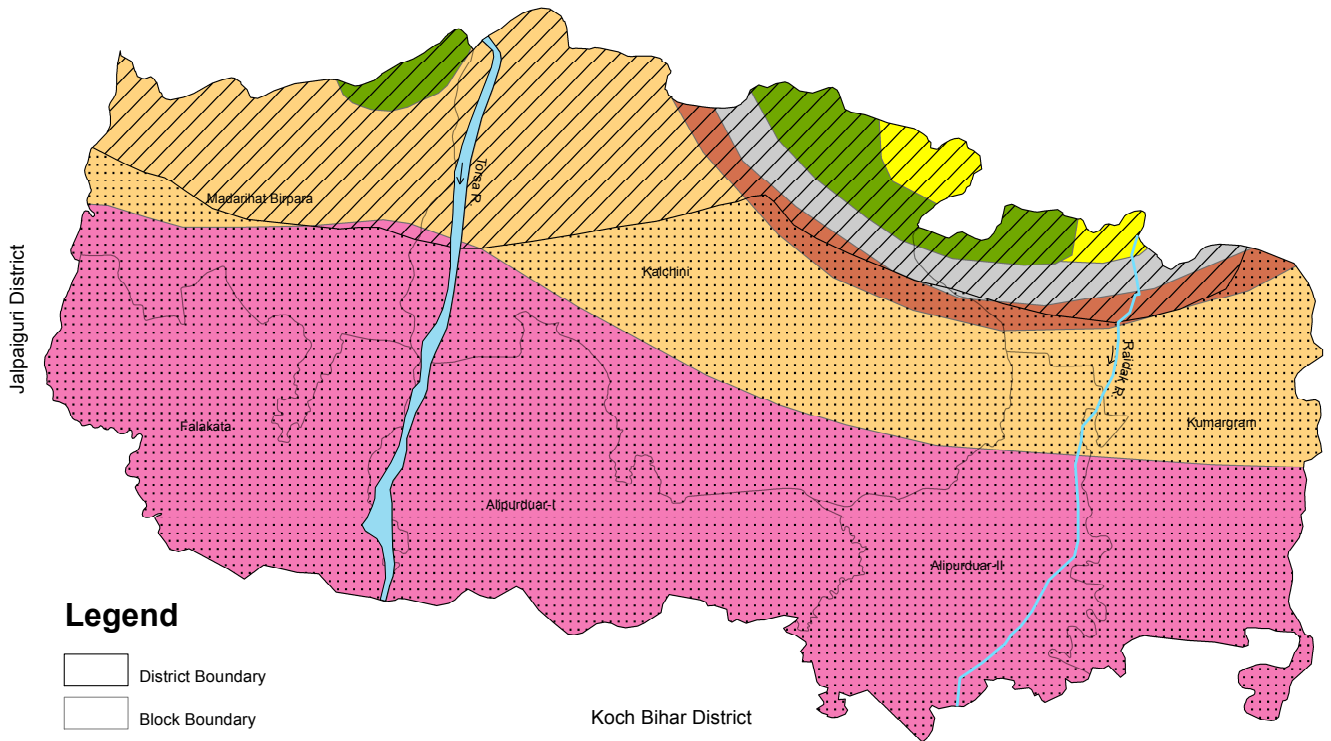 Torsa R.
Madarihat Birpara
Kalchini
Jalpaiguri District
Raidak R.
Falakata
Kumargram
Alipurduar-I
Alipurduar-II
Legend
District Boundary
Block Boundary
Koch Bihar District